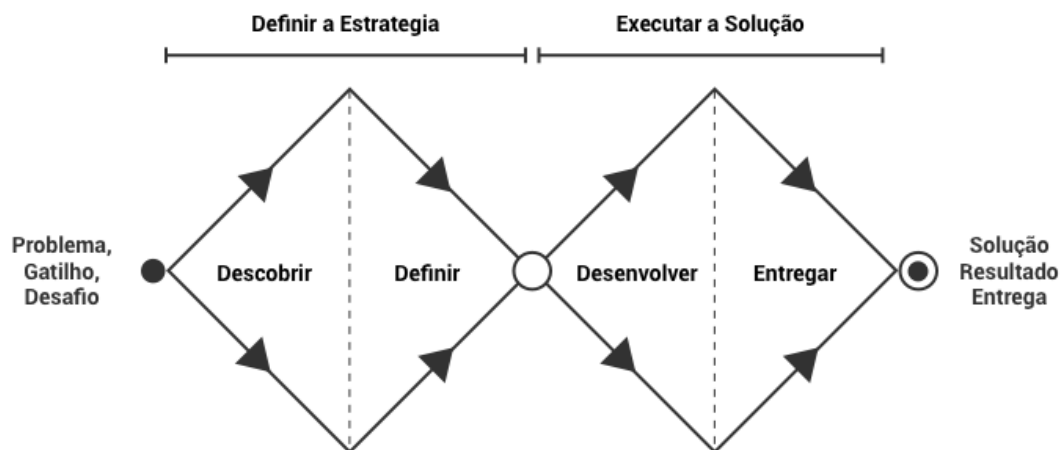 Definir a Estrategia
Executar a Solução
Problema,
Gatilho,
Desafio
Descobrir
Definir
Desenvolver
Entregar
Solução
Resultado
Entrega